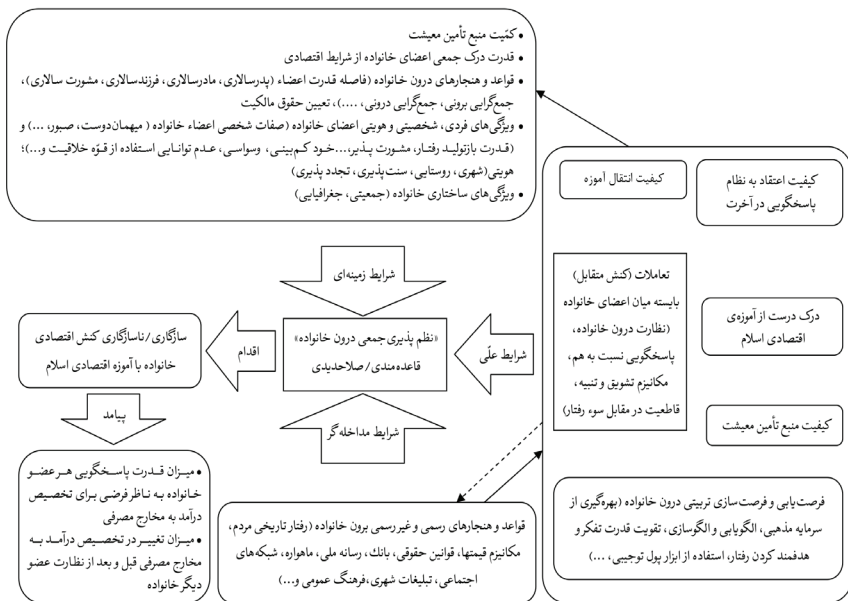 • کمّیت منبع تأمین معیشت
• قدرت درک جمعی اعضای خانواده از شرایط اقتصادی
• قواعد و هنجارهای درون خانواده (فاصله قدرت اعضاء (پدرسالاری، مادرسالاری، فرزندسالاری، مشورت سالاری)،
جمع‌گرایی برونی، جمع‌گرایی درونی، ....)، تعیین حقوق مالکیت
• ویژگی‌های فردی، شخصیتی و هویتی اعضای خانواده (صفات شخصی اعضاء خانواده ( میهمان‌دوست، صبور، ...) و
(قدرت بازتولید رفتار، مشورت پذیر،...خود کم‌بینی، وسواسی، عدم توانایی استفاده از قوّه خلاقیت و...)؛
هویتی(شهری، روستایی، سنت‌پذیری، تجدد پذیری)
• ویژگی‌های ساختاری خانواده (جمعیتی، جغرافیایی)
کیفیت اعتقاد به نظام
پاسخگویی در آخرت
کیفیت انتقال آموزه
درک درست از آموزه‌ی
اقتصادی اسلام
کیفیت منبع تأمین معیشت
تعاملات (کنش متقابل)
بایسته میان اعضای خانواده
(نظارت درون خانواده،
پاسخگویی نسبت به هم،
مکانیزم تشویق و تنبیه،
قاطعیت در مقابل سوء رفتار)
فرصت‌یابی و فرصت‌سازی تربیتی درون خانواده (بهره‌گیری از
سرمایه مذهبی، الگویابی و الگوسازی، تقویت قدرت تفکر و
هدفمند کردن رفتار، استفاده از ابزار پول توجیبی، ...)
شرایط زمینه‌ای
شرایط علّی
«نظم پذیری جمعی درون خانواده»
قاعده‌مندی/صلاحدیدی
اقدام
سازگاری/ناسازگاری کنش اقتصادی
خانواده با آموزه اقتصادی اسلام
شرایط مداخله‌گر
پیامد
قواعد و هنجارهای رسمی و غیر رسمی برون خانواده (رفتار تاریخی مردم،
مکانیزم قیمتها، قوانین حقوقی، بانک، رسانه ملی، ماهواره، شبکه‌های
اجتماعی، تبلیغات شهری،فرهنگ عمومی و...)
• میزان قدرت پاسخگویی هر عضو
خانواده به ناظر فرضی برای تخصیص
درآمد به مخارج مصرفی
• میزان تغییر در تخصیص درآمد به
مخارج مصرفی قبل و بعد از نظارت عضو
دیگر خانواده